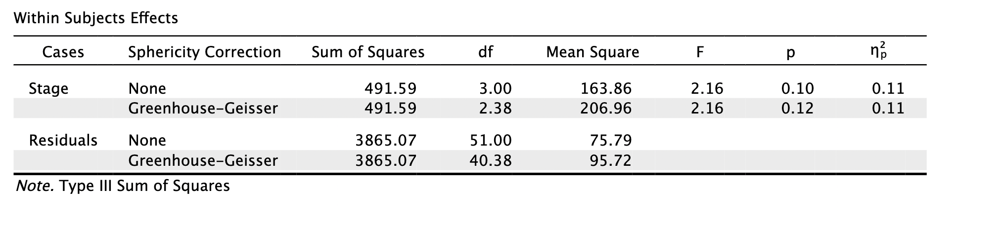 Within Subjects Effects
Cases Sphericity Correction Sum of Squares df Mean Square F p η²p
Stage None 491.59 3.00 163.86 2.16 0.10 0.11
Greenhouse–Geisser 491.59 2.38 206.96 2.16 0.12 0.11
Residuals None 3865.07 51.00 75.79
Greenhouse–Geisser 3865.07 40.38 95.72
Note. Type III Sum of Squares